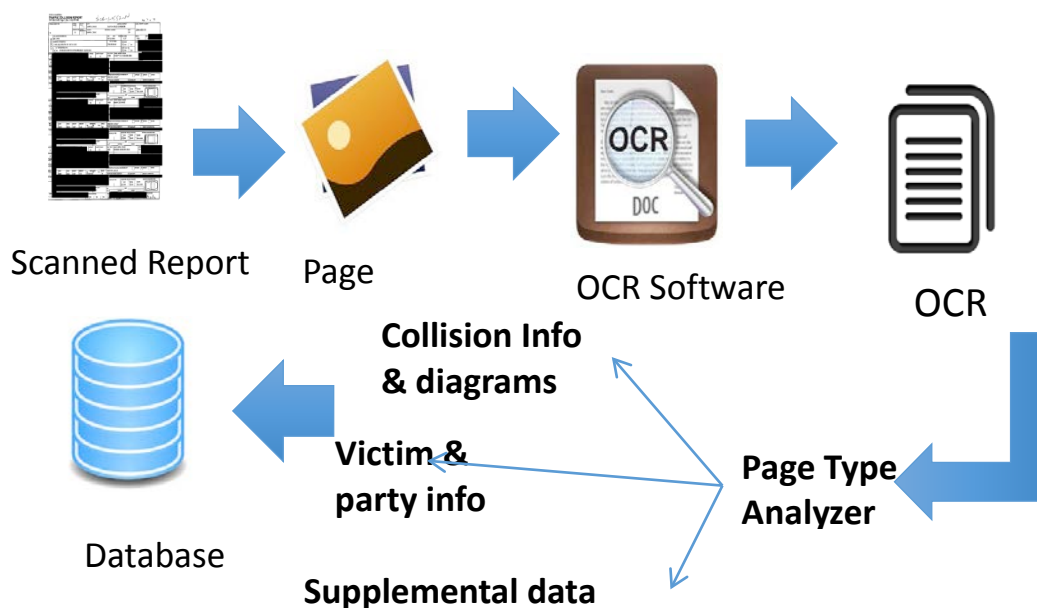 Scanned Report
Page
OCR
DOC
OCR Software
OCR
Collision Info
& diagrams
Victim &
party info
Page Type
Analyzer
Database
Supplemental data